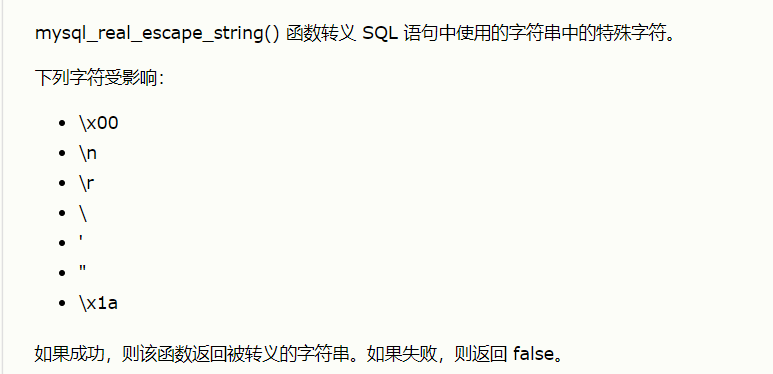 mysql_real_escape_string() 函数转义 SQL 语句中使用的字符串中的特殊字符。
下列字符受影响：
• \x00
• \n
• \r
• \
• '
• "
• \x1a
如果成功，则该函数返回被转义的字符串。如果失败，则返回 false。